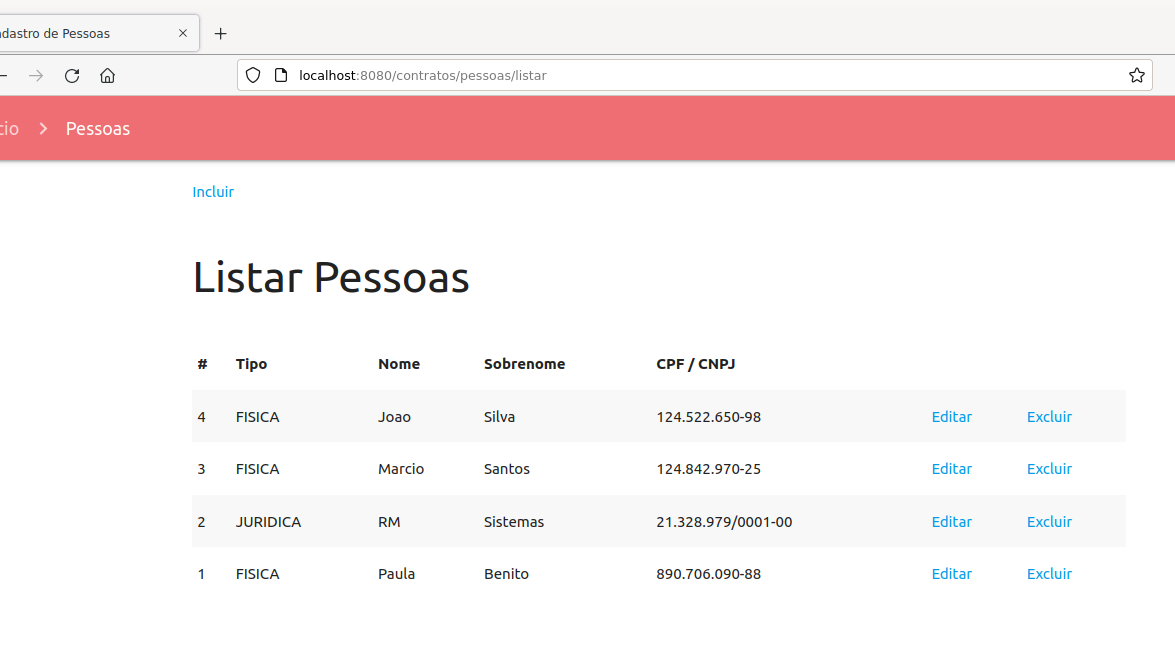 adastro de Pessoas
localhost:8080/contratos/pessoas/listar
cio > Pessoas
Incluir
Listar Pessoas
# Tipo Nome Sobrenome CPF / CNPJ
4 FISICA Joao Silva 124.522.650-98 Editar Excluir
3 FISICA Marcio Santos 124.842.970-25 Editar Excluir
2 JURIDICA RM Sistemas 21.328.979/0001-00 Editar Excluir
1 FISICA Paula Benito 890.706.090-88 Editar Excluir